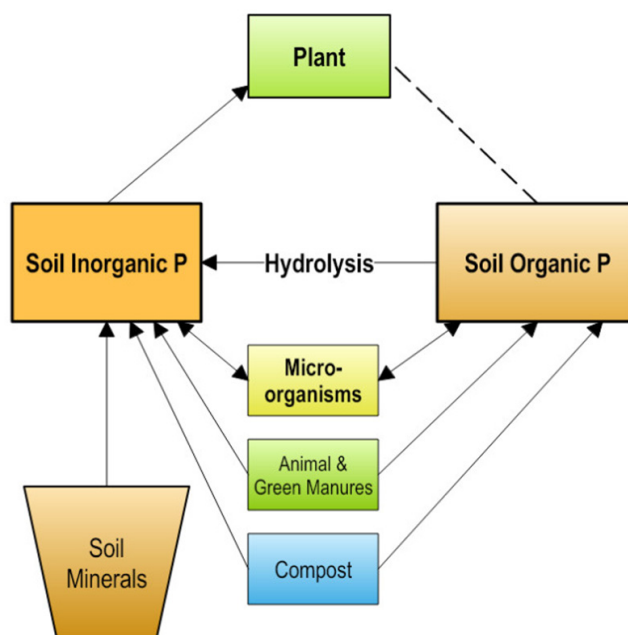 Plant
Soil Inorganic P
Hydrolysis
Soil Organic P
Micro-
organisms
Animal &
Green Manures
Soil
Minerals
Compost